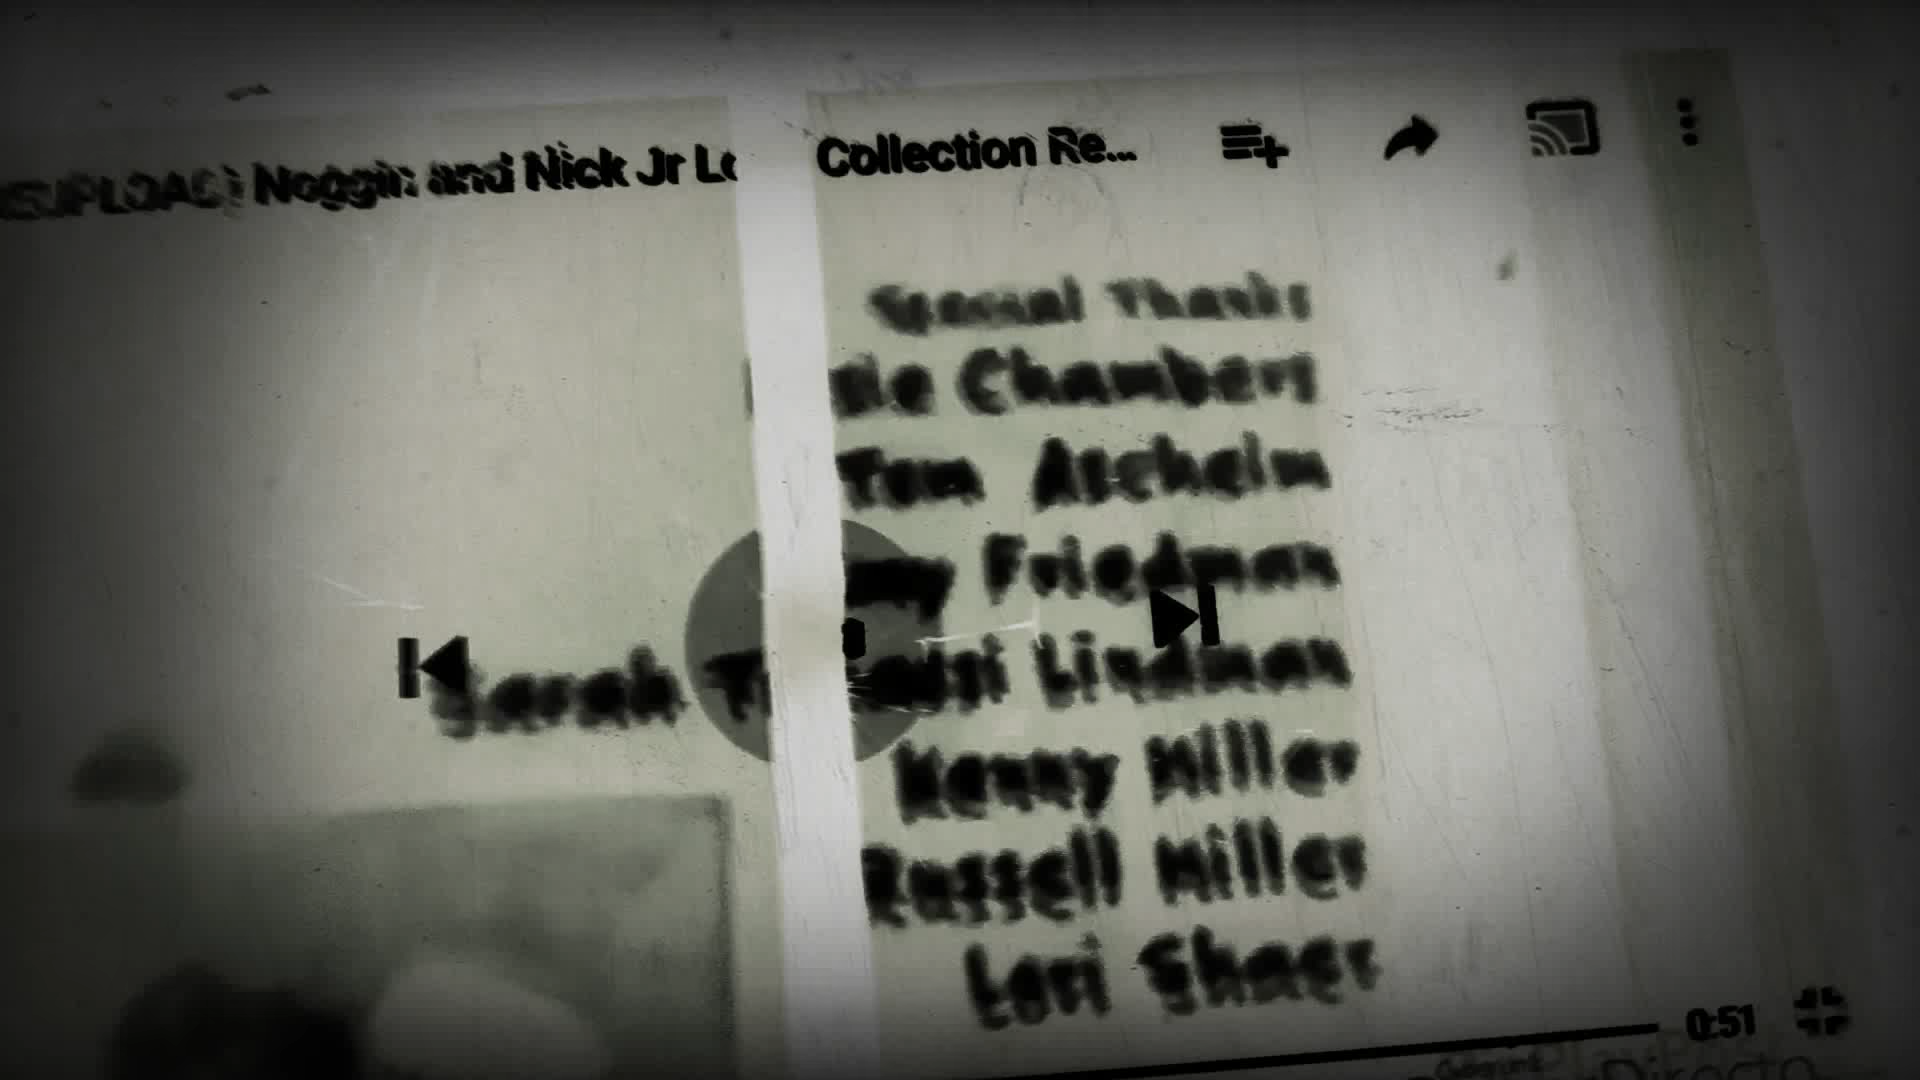 Noggin and Nick Jr Lo Collection Re...
Special Thanks
Chambers
Tom Ascheim
Friedman
Sarah Lindman
Kenny Miller
Russell Miller
Lori Shaer
0:51